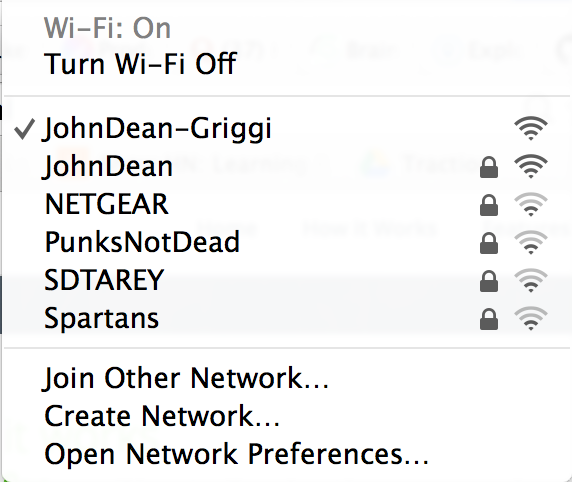 Wi-Fi: On
Turn Wi-Fi Off
JohnDean-Griggi
JohnDean
NETGEAR
PunksNotDead
SDTAREY
Spartans
Join Other Network...
Create Network...
Open Network Preferences...